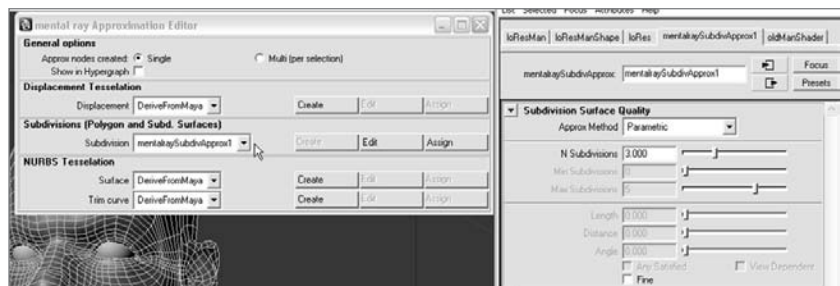 mental ray Approximation Editor
General options
Approx nodes created: Single Multi (per selection)
Show in Hypergraph
Displacement Tesselation
Displacement DeriveFromMaya Create Edit Assign
Subdivisions (Polygon and Subd. Surfaces)
Subdivision mentalraySubdivApprox1 Create Edit Assign
NURBS Tesselation
Surface DeriveFromMaya Create Edit Assign
Trim curve DeriveFromMaya Create Edit Assign
List Selected Focus Attributes Help
loResMan loResManShape loRes mentalraySubdivApprox1 oldManShader
mentalraySubdivApprox: mentalraySubdivApprox1 Focus
Presets
Subdivision Surface Quality
Approx Method Parametric
N Subdivisions 3.000
Min Subdivisions 0
Max Subdivisions 5
Length 0.000
Distance 0.000
Angle 0.000
Any Satisfied View Dependent
Fine